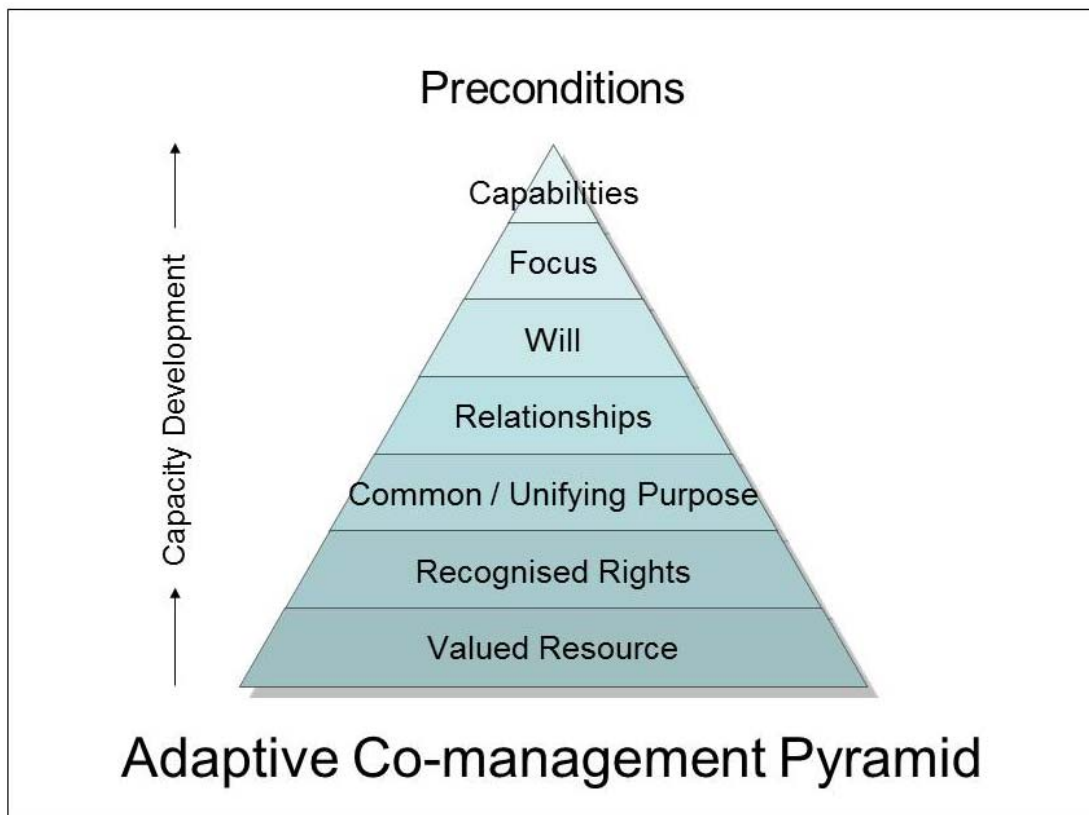 Preconditions
Capabilities
Focus
Will
Relationships
Common / Unifying Purpose
Recognised Rights
Valued Resource
Capacity Development
Adaptive Co-management Pyramid